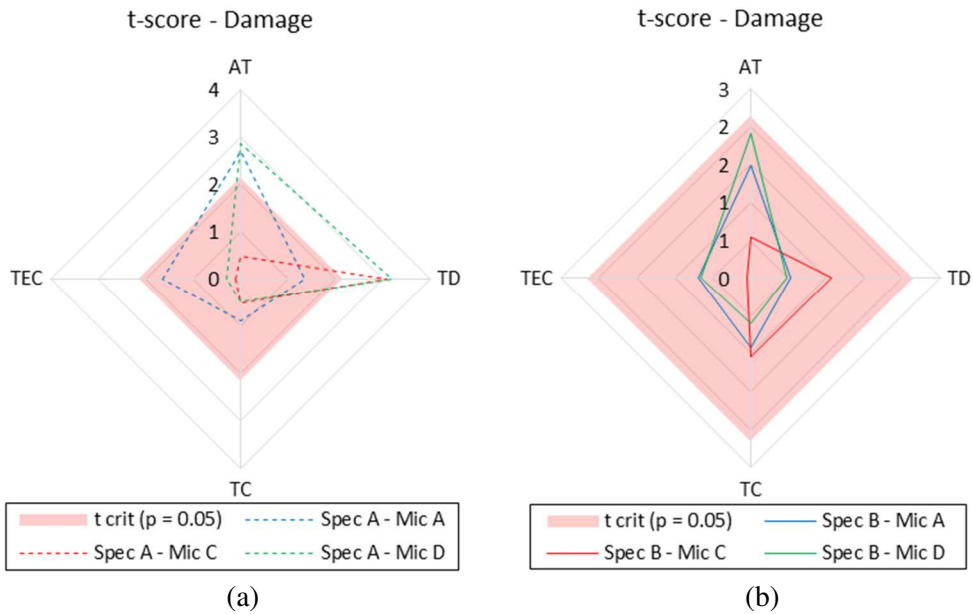 t-score - Damage
AT
4
3
2
1
0
TEC
TD
TC
t crit (p = 0.05)
Spec A - Mic A
Spec A - Mic C
Spec A - Mic D
(a)
t-score - Damage
AT
3
2
2
1
1
0
TEC
TD
TC
t crit (p = 0.05)
Spec B - Mic A
Spec B - Mic C
Spec B - Mic D
(b)